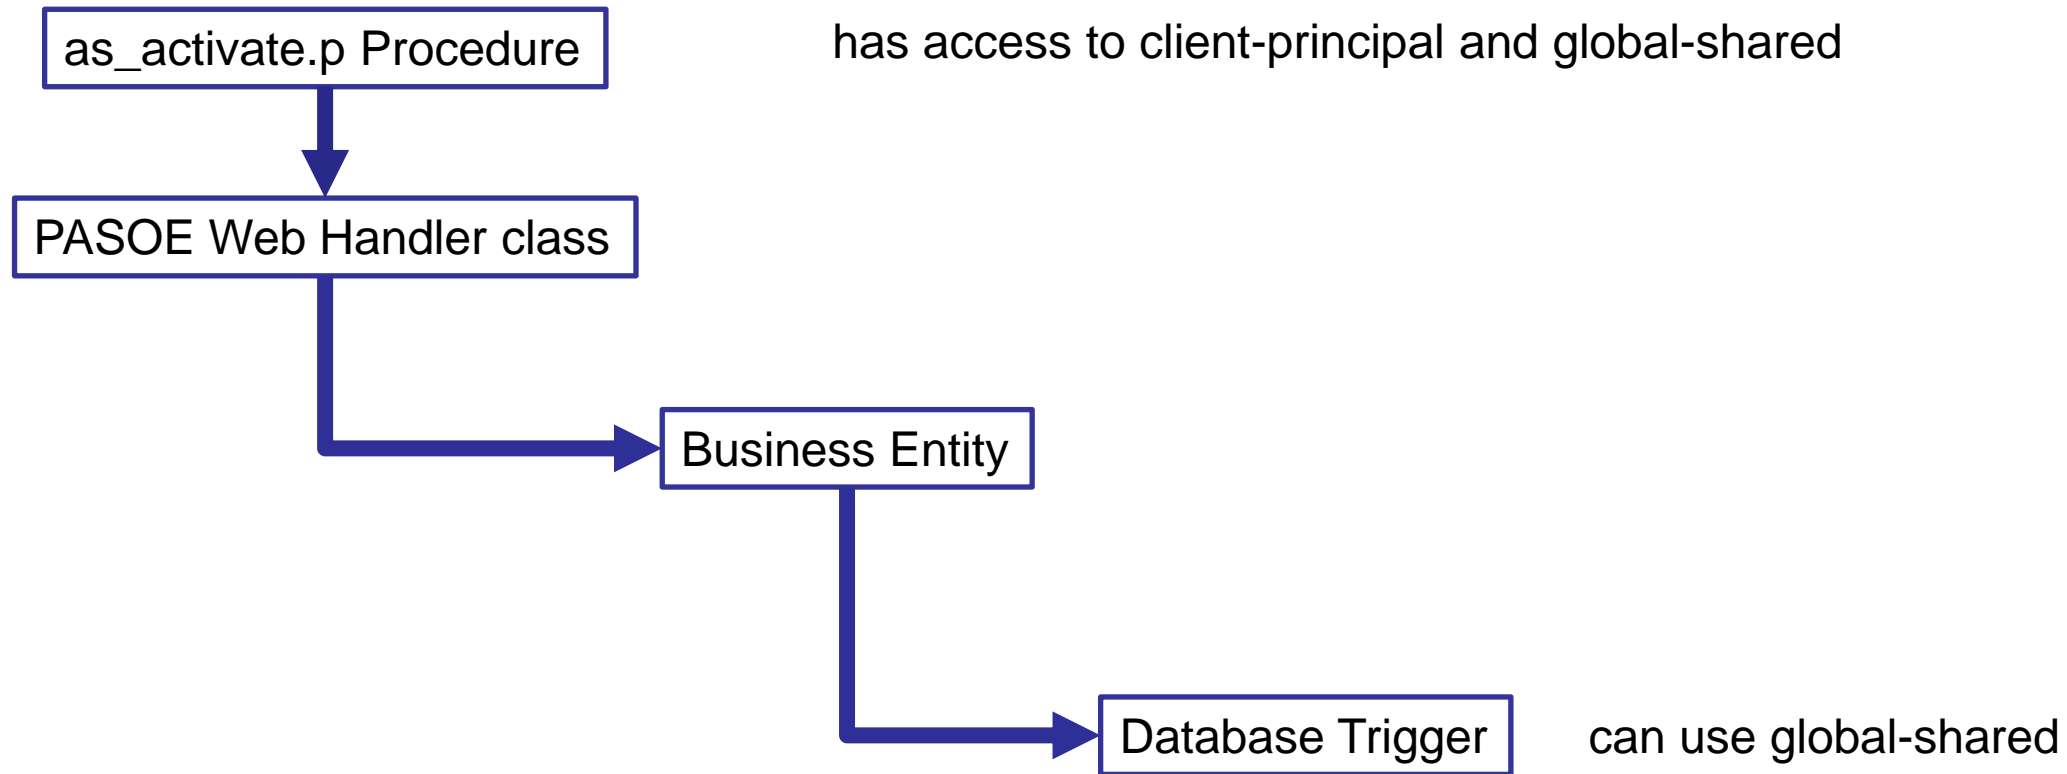 as_activate.p Procedure
has access to client-principal and global-shared
PASOE Web Handler class
Business Entity
Database Trigger
can use global-shared